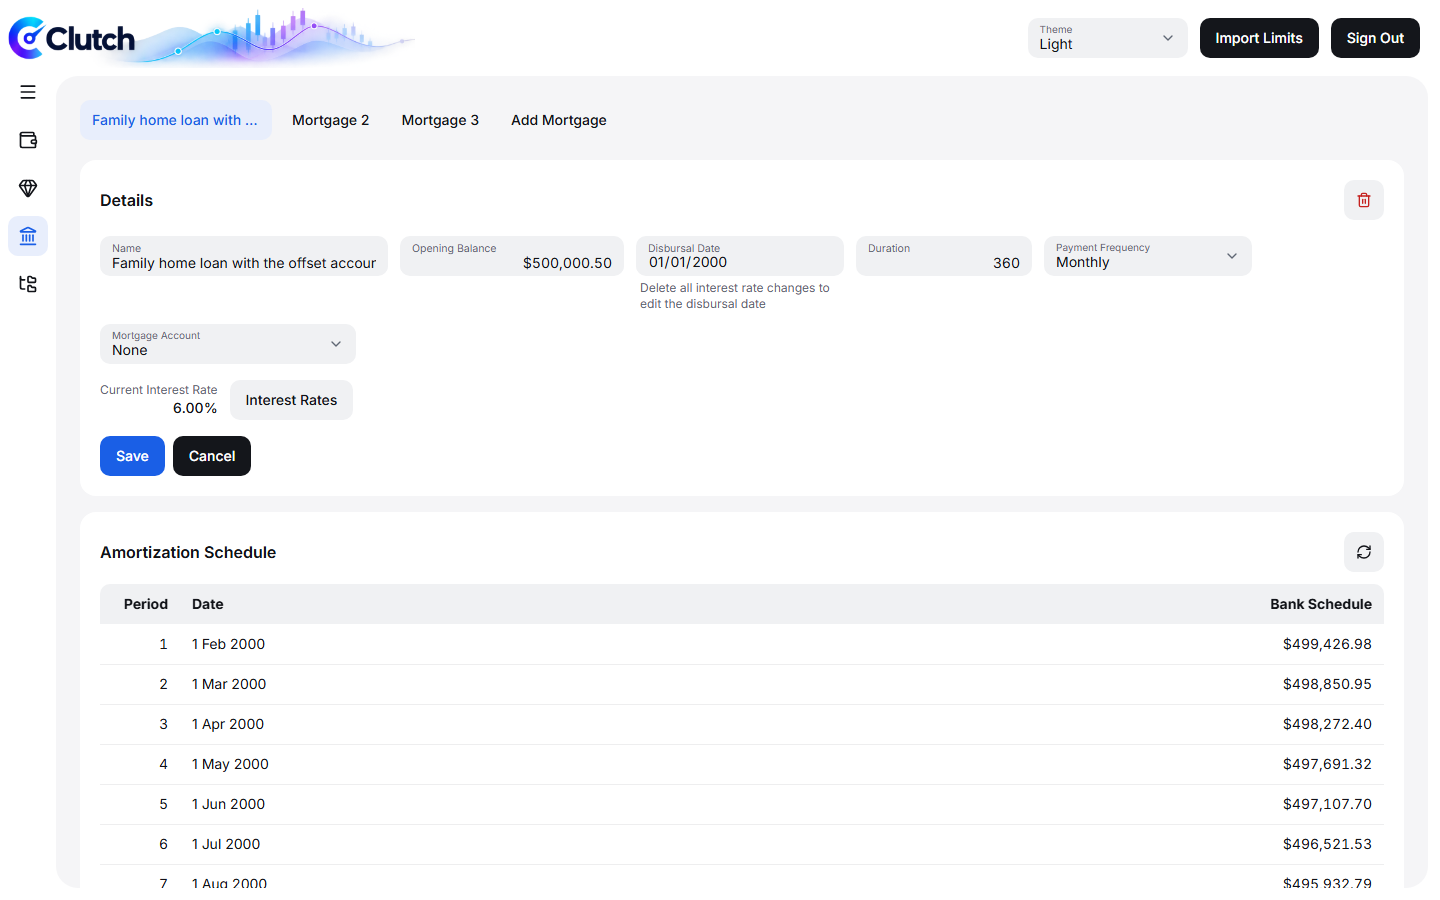 Clutch
Theme
Light
Import Limits
Sign Out
Family home loan with ...
Mortgage 2
Mortgage 3
Add Mortgage
Details
Name
Family home loan with the offset accour
Opening Balance
$500,000.50
Disbursal Date
01/01/2000
Delete all interest rate changes to
edit the disbursal date
Duration
360
Payment Frequency
Monthly
Mortgage Account
None
Current Interest Rate
6.00%
Interest Rates
Save
Cancel
Amortization Schedule
Period Date Bank Schedule
1 1 Feb 2000 $499,426.98
2 1 Mar 2000 $498,850.95
3 1 Apr 2000 $498,272.40
4 1 May 2000 $497,691.32
5 1 Jun 2000 $497,107.70
6 1 Jul 2000 $496,521.53
7 1 Aug 2000 $495,932.79